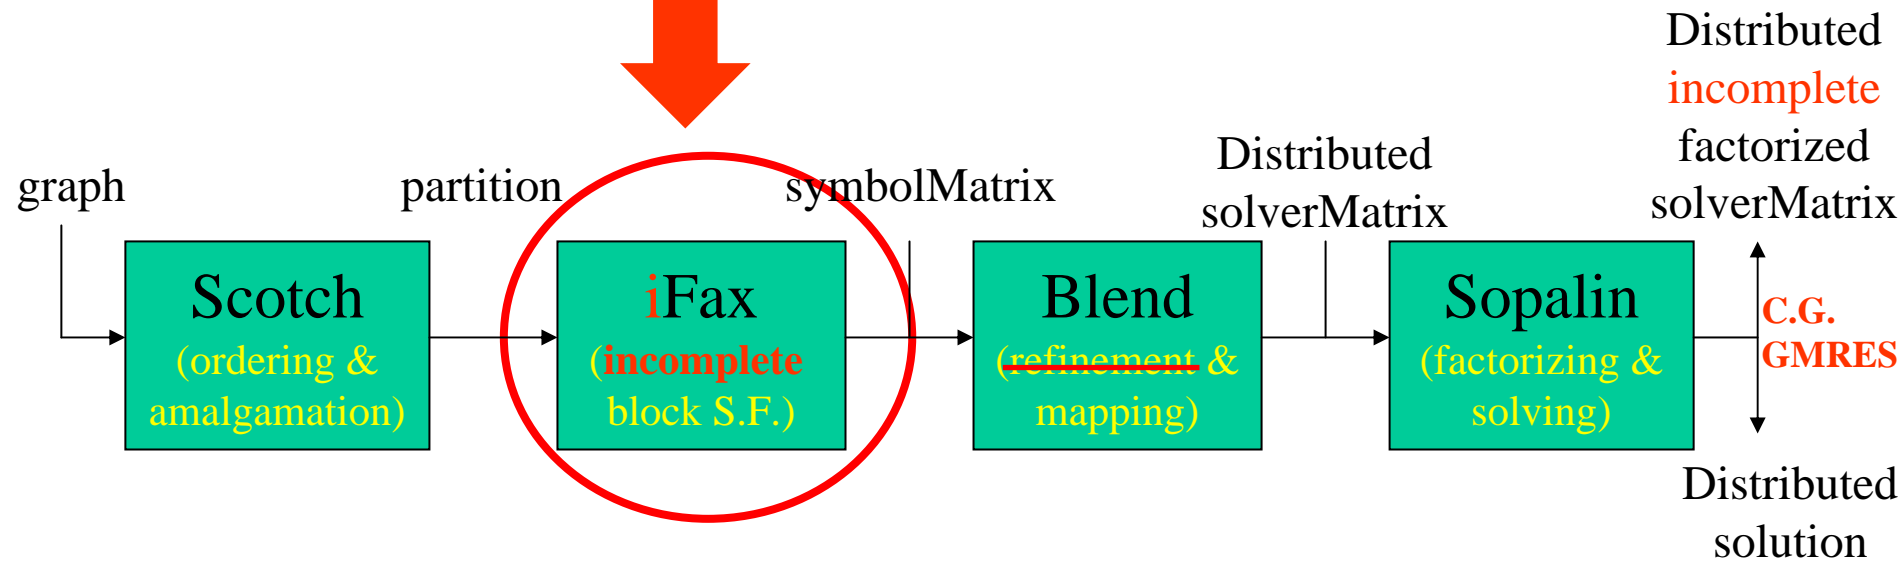 graph
Scotch
(ordering &
amalgamation)
partition
iFax
(incomplete
block S.F.)
symbolMatrix
Blend
(refinement &
mapping)
Distributed
solverMatrix
Sopalin
(factorizing &
solving)
Distributed
incomplete
factorized
solverMatrix
C.G.
GMRES
Distributed
solution